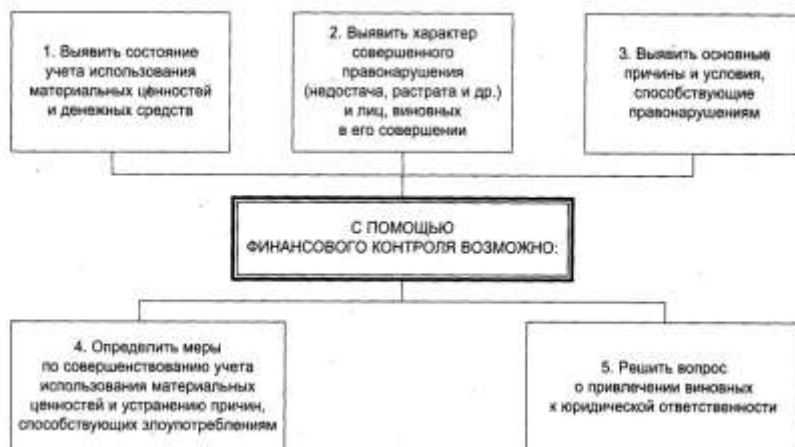 1. Выявить состояние
учета использования
материальных ценностей
и денежных средств
2. Выявить характер
совершенного
правонарушения
(недостача, растрата и др.)
и лиц, виновных
в его совершении
3. Выявить основные
причины и условия,
способствующие
правонарушениям
С ПОМОЩЬЮ
ФИНАНСОВОГО КОНТРОЛЯ ВОЗМОЖНО:
4. Определить меры
по совершенствованию учета
использования материальных
ценностей и устранению причин,
способствующих злоупотреблениям
5. Решить вопрос
о привлечении виновных
к юридической ответственности